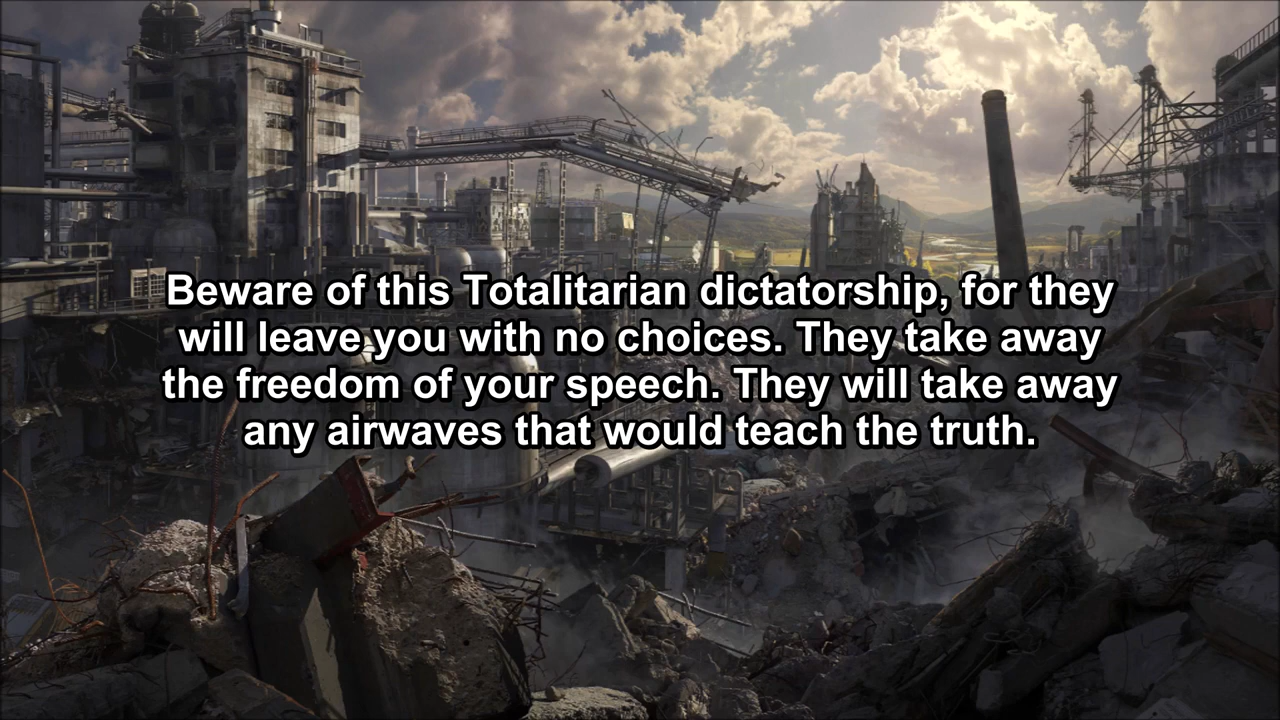 Beware of this Totalitarian dictatorship, for they
will leave you with no choices. They take away
the freedom of your speech. They will take away
any airwaves that would teach the truth.